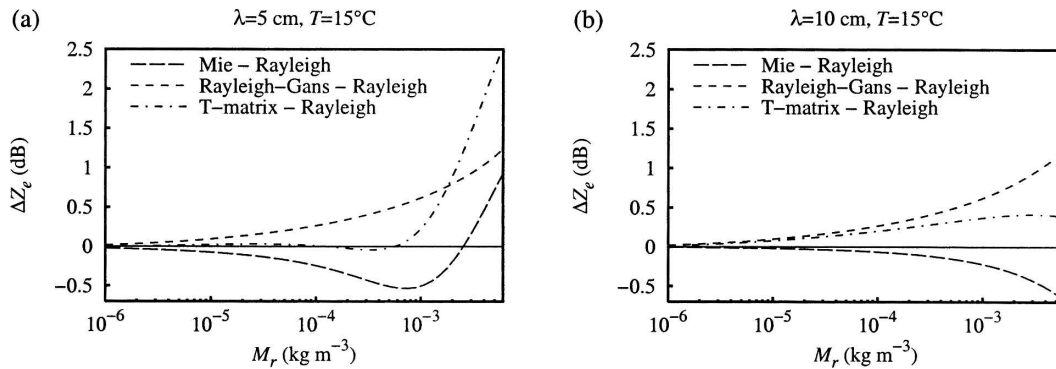 (a)
λ=5 cm, T=15°C
2.5
2
1.5
1
0.5
0
−0.5
ΔZe (dB)
Mie – Rayleigh
Rayleigh–Gans – Rayleigh
T–matrix – Rayleigh
10⁻⁶ 10⁻⁵ 10⁻⁴ 10⁻³
Mr (kg m⁻³)
(b)
λ=10 cm, T=15°C
2.5
2
1.5
1
0.5
0
−0.5
ΔZe (dB)
Mie – Rayleigh
Rayleigh–Gans – Rayleigh
T–matrix – Rayleigh
10⁻⁶ 10⁻⁵ 10⁻⁴ 10⁻³
Mr (kg m⁻³)